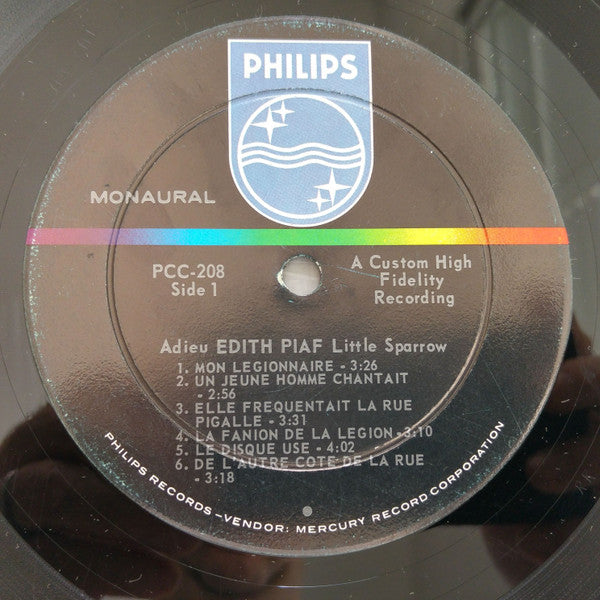 PHILIPS
MONAURAL
PCC-208
Side 1
A Custom High
Fidelity
Recording
Adieu EDITH PIAF Little Sparrow
1. MON LEGIONNAIRE - 3:26
2. UN JEUNE HOMME CHANTAIT
- 2:56
3. ELLE FREQUENTAIT LA RUE
PIGALLE - 3:31
4. LA FANION DE LA LEGION - 3:10
5. LE DISQUE USE - 4:02
6. DE L'AUTRE COTE DE LA RUE
- 3:18
PHILIPS RECORDS -VENDOR: MERCURY RECORD CORPORATION